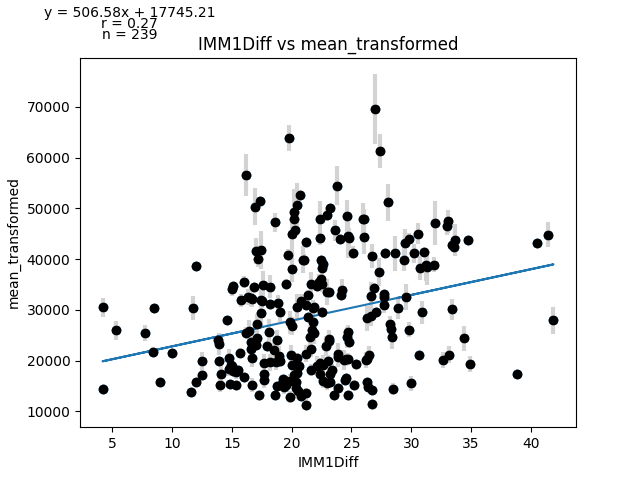 y = 506.58x + 17745.21
r = 0.27
n = 239
IMM1Diff vs mean_transformed
mean_transformed
70000
60000
50000
40000
30000
20000
10000
5 10 15 20 25 30 35 40
IMM1Diff